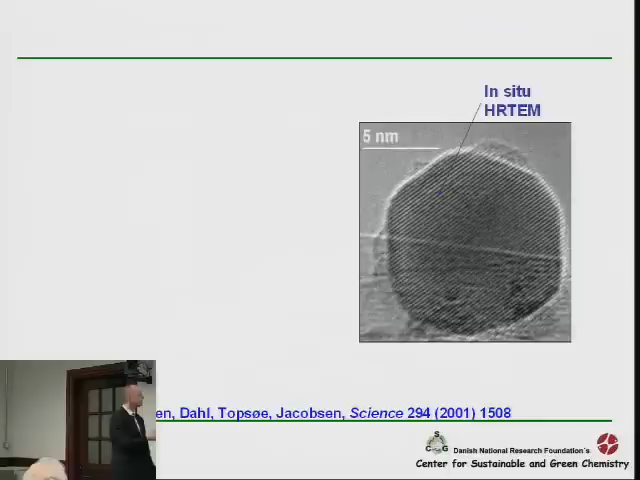 In situ
HRTEM
5 nm
en, Dahl, Topsøe, Jacobsen, Science 294 (2001) 1508
S
C G
Danish National Research Foundation's
Center for Sustainable and Green Chemistry